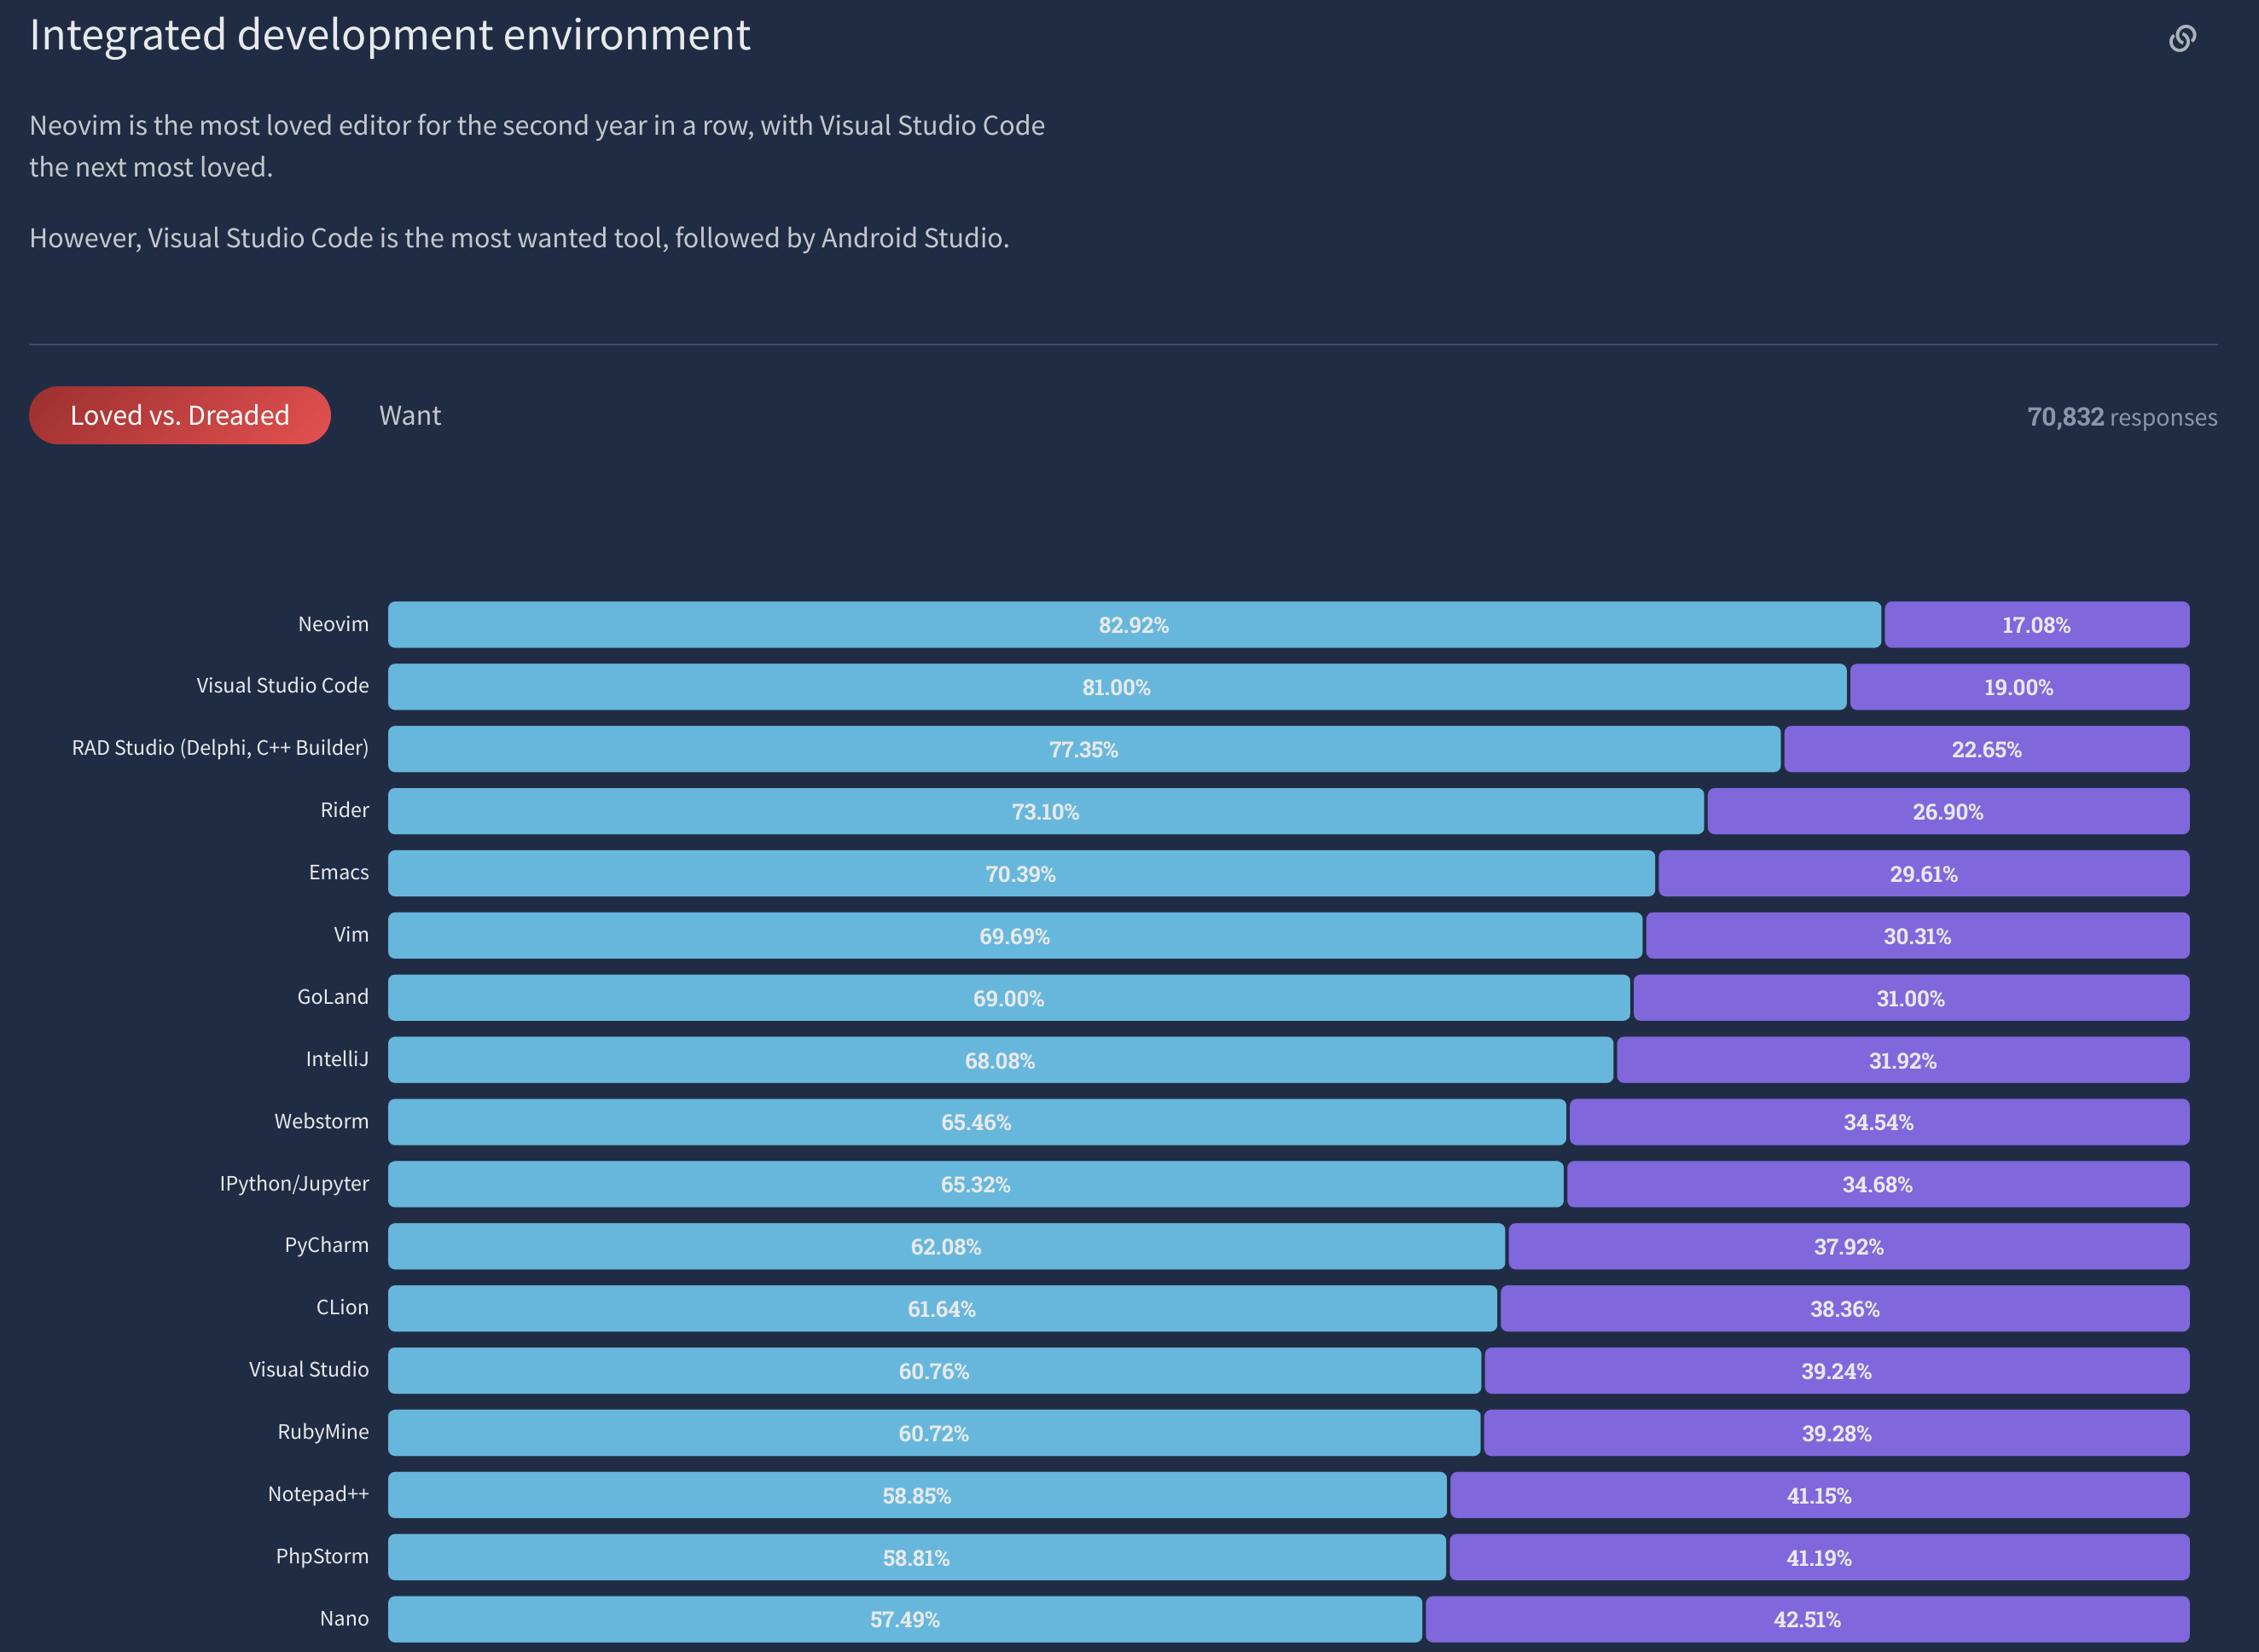 Integrated development environment
Neovim is the most loved editor for the second year in a row, with Visual Studio Code
the next most loved.
However, Visual Studio Code is the most wanted tool, followed by Android Studio.
Loved vs. Dreaded Want 70,832 responses
Neovim 82.92% 17.08%
Visual Studio Code 81.00% 19.00%
RAD Studio (Delphi, C++ Builder) 77.35% 22.65%
Rider 73.10% 26.90%
Emacs 70.39% 29.61%
Vim 69.69% 30.31%
GoLand 69.00% 31.00%
IntelliJ 68.08% 31.92%
Webstorm 65.46% 34.54%
IPython/Jupyter 65.32% 34.68%
PyCharm 62.08% 37.92%
CLion 61.64% 38.36%
Visual Studio 60.76% 39.24%
RubyMine 60.72% 39.28%
Notepad++ 58.85% 41.15%
PhpStorm 58.81% 41.19%
Nano 57.49% 42.51%